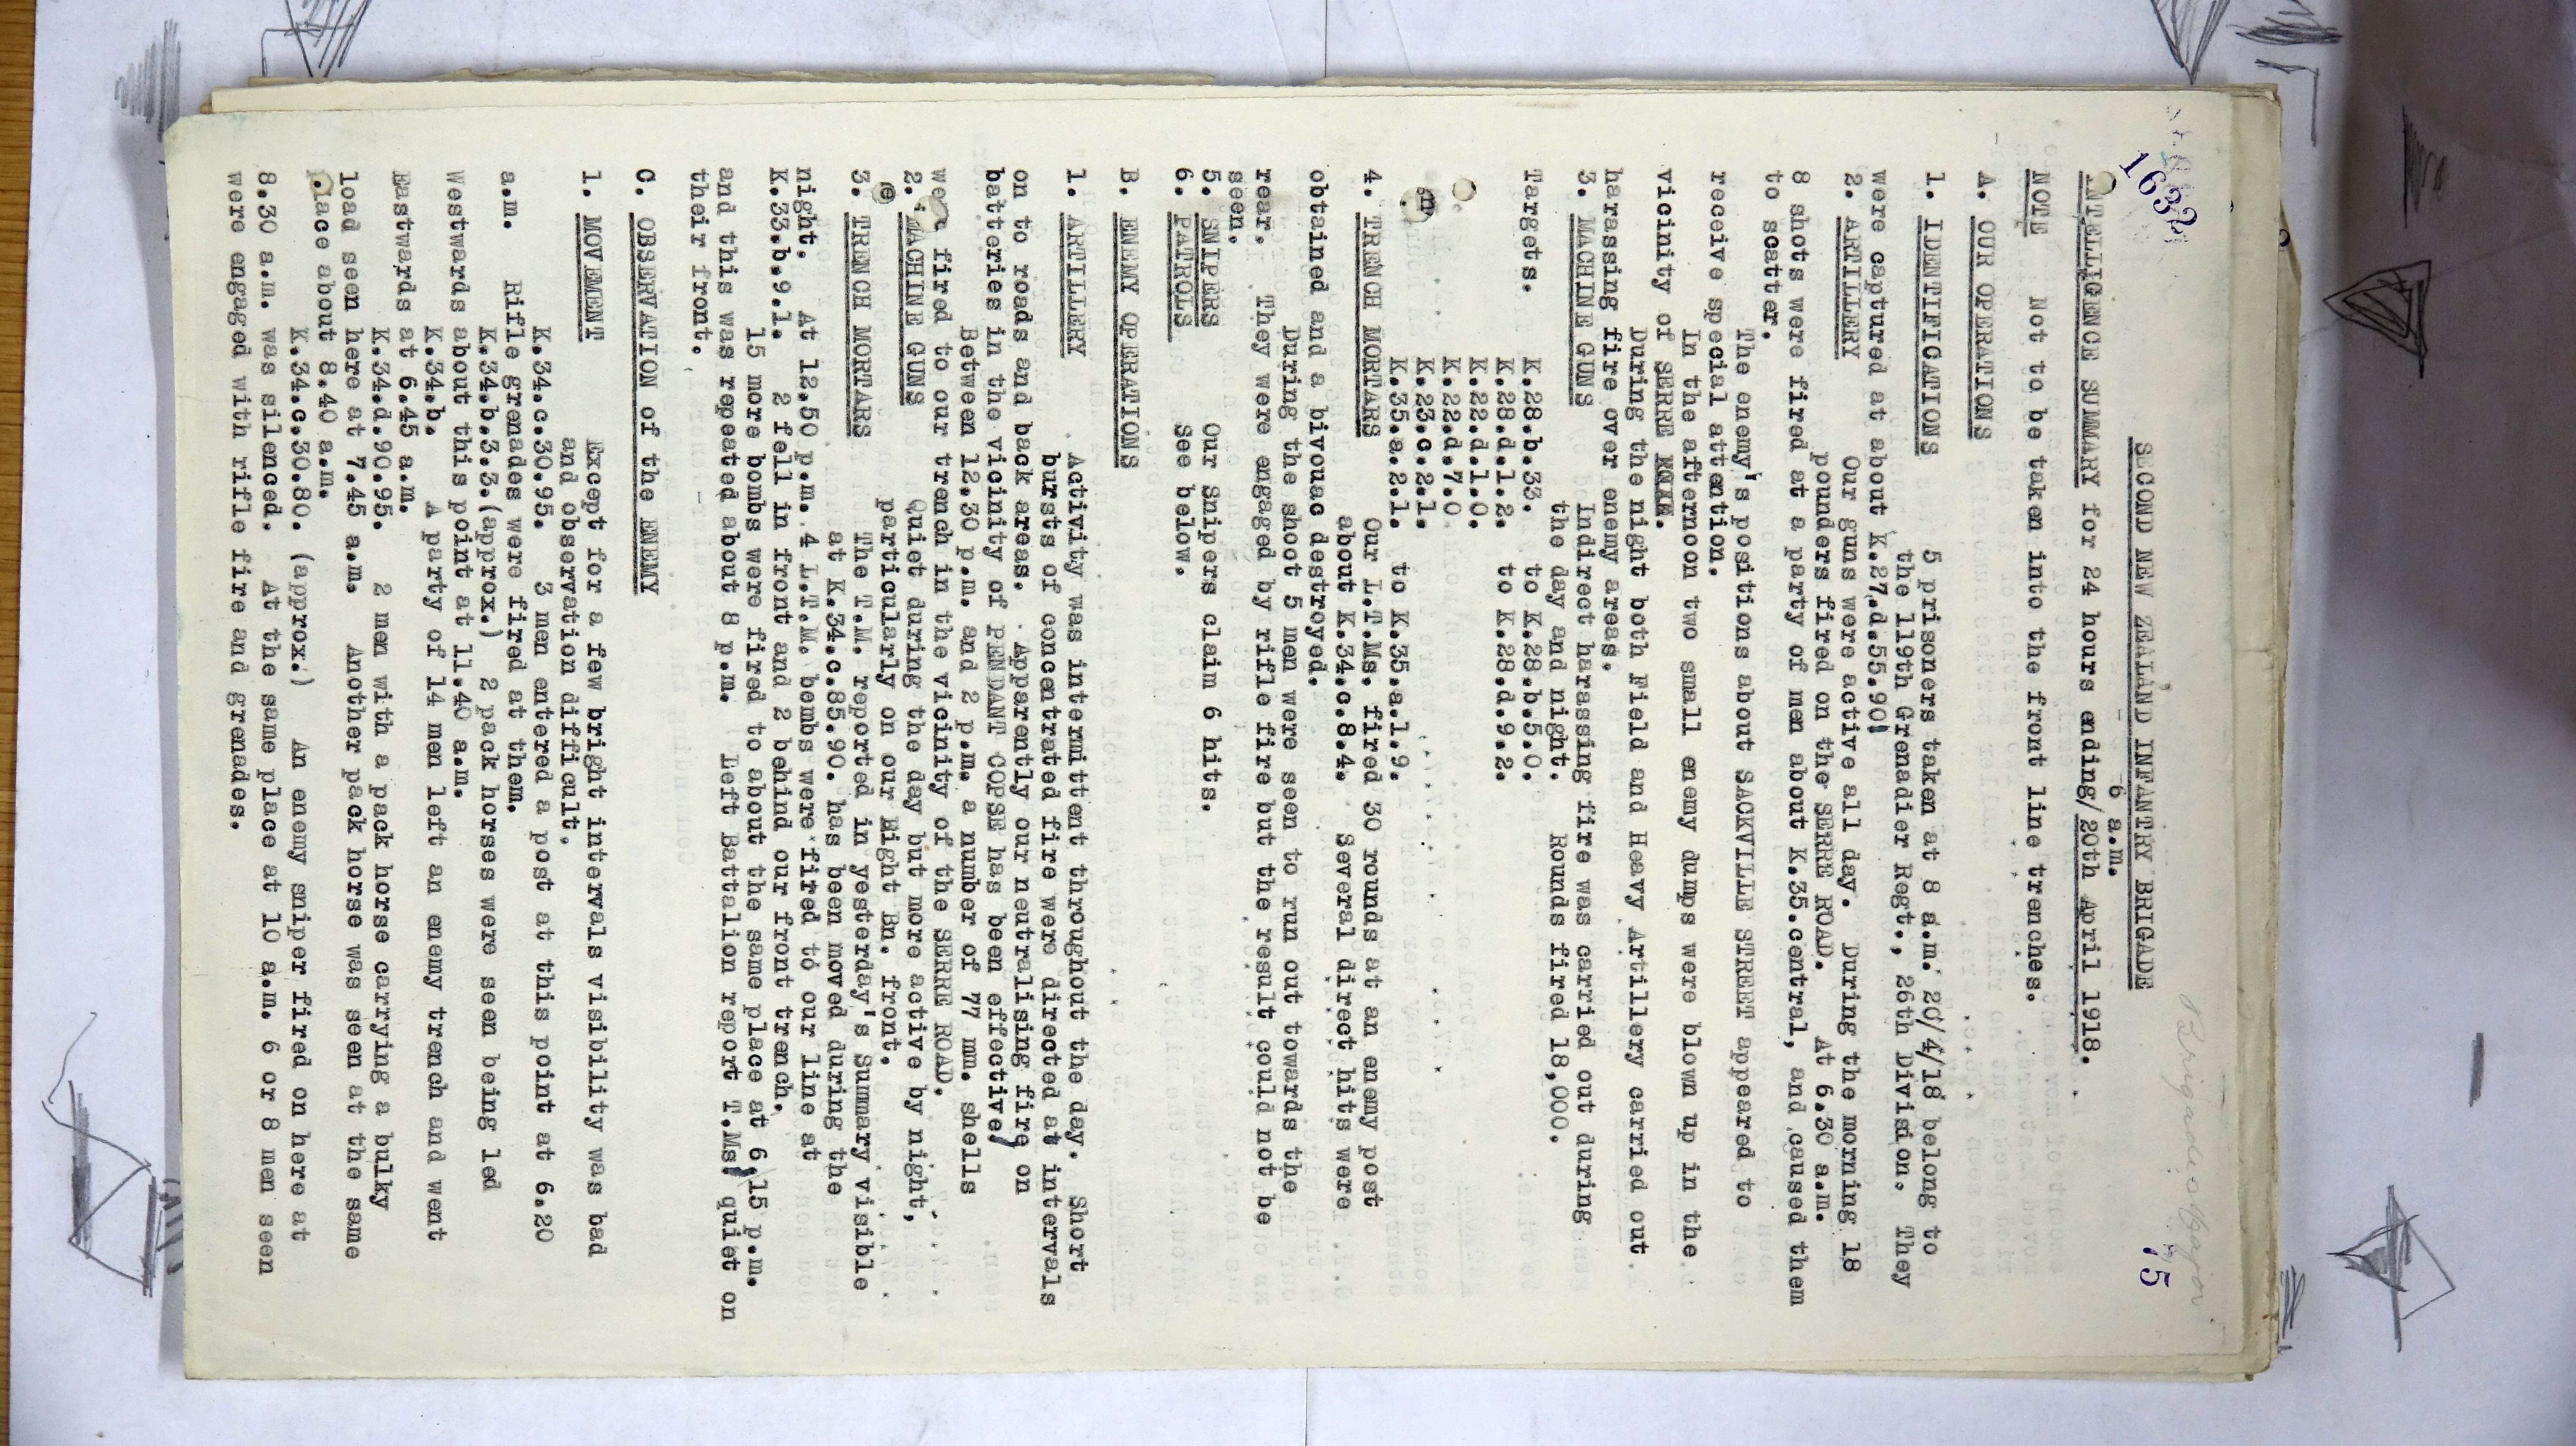 1632
Brigade Major
75
SECOND NEW ZEALAND INFANTRY BRIGADE
6 a.m.
INTELLIGENCE SUMMARY for 24 hours ending/20th April 1918.
NOTE Not to be taken into the front line trenches.
A. OUR OPERATIONS
1. IDENTIFICATIONS 5 prisoners taken at 8 a.m. 20/4/18 belong to
the 119th Grenadier Regt., 26th Division. They
were captured at about K.27.d.55.90.
2. ARTILLERY Our guns were active all day. During the morning 18
pounders fired on the SERRE ROAD. At 6.30 a.m.
8 shots were fired at a party of men about K.35.central, and caused them
to scatter.
The enemy's positions about SACKVILLE STREET appeared to
receive special attention.
In the afternoon two small enemy dumps were blown up in the
vicinity of SERRE
During the night both Field and Heavy Artillery carried out
harassing fire over enemy areas.
3. MACHINE GUNS Indirect harassing fire was carried out during
the day and night. Rounds fired 18,000.
Targets. K.28.b.33. to K.28.b.5.0.
K.28.d.1.2. to K.28.d.9.2.
K.22.d.1.0.
K.22.d.7.0
K.23.c.2.1.
K.35.a.2.1. to K.35.a.1.9.
4. TRENCH MORTARS Our L.T.Ms. fired 30 rounds at an enemy post
about K.34.c.8.4. Several direct hits were
obtained and a bivouac destroyed.
During the shoot 5 men were seen to run out towards the
rear. They were engaged by rifle fire but the result could not be
seen.
5. SNIPERS Our Snipers claim 6 hits.
6. PATROLS See below.
B. ENEMY OPERATIONS
1. ARTILLERY Activity was intermittent throughout the day. Short
bursts of concentrated fire were directed at intervals
on to roads and back areas. Apparently our neutralising fire on
batteries in the vicinity of PENDANT COPSE has been effective.
Between 12.30 p.m. and 2 p.m. a number of 77 mm. shells
were fired to our trench in the vicinity of the SERRE ROAD.
2. MACHINE GUNS Quiet during the day but more active by night,
particularly on our Right Bn. front.
3. TRENCH MORTARS The T.M. reported in yesterday's Summary visible
at K.34.c.85.90. has been moved during the
night. At 12.50 p.m. 4 L.T.M. bombs were fired to our line at
K.33.b.9.1. 2 fell in front and 2 behind our front trench.
15 more bombs were fired to about the same place at 6.15 p.m.
and this was repeated about 8 p.m. Left Battalion report T.Ms. quiet on
their front.
C. OBSERVATION of the ENEMY
1. MOVEMENT Except for a few bright intervals visibility was bad
and observation difficult.
K.34.c.30.95. 3 men entered a post at this point at 6.20
a.m. Rifle grenades were fired at them.
K.34.b.3.3.(approx.) 2 pack horses were seen being led
Westwards about this point at 11.40 a.m.
K.34.b. A party of 14 men left an enemy trench and went
Eastwards at 6.45 a.m.
K.34.d.90.95. 2 men with a pack horse carrying a bulky
load seen here at 7.45 a.m. Another pack horse was seen at the same
place about 8.40 a.m.
K.34.c.30.80. (approx.) An enemy sniper fired on here at
8.30 a.m. was silenced. At the same place at 10 a.m. 6 or 8 men seen
were engaged with rifle fire and grenades.